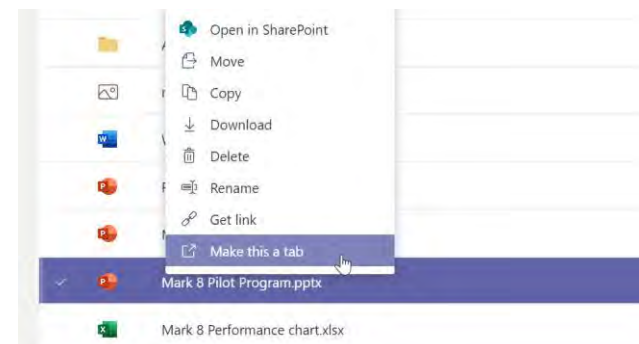 Open in SharePoint
Move
Copy
Download
Delete
Rename
Get link
Make this a tab
Mark 8 Pilot Program.pptx
Mark 8 Performance chart.xlsx